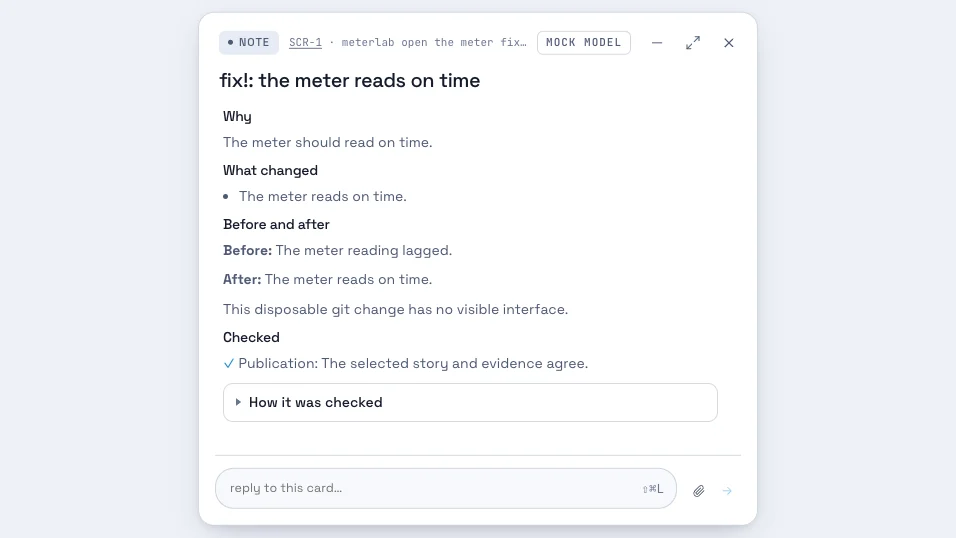 NOTE SCR-1 · meterlab open the meter fix… MOCK MODEL
fix!: the meter reads on time
Why
The meter should read on time.
What changed
• The meter reads on time.
Before and after
Before: The meter reading lagged.
After: The meter reads on time.
This disposable git change has no visible interface.
Checked
✓ Publication: The selected story and evidence agree.
How it was checked
reply to this card… ⇧⌘L